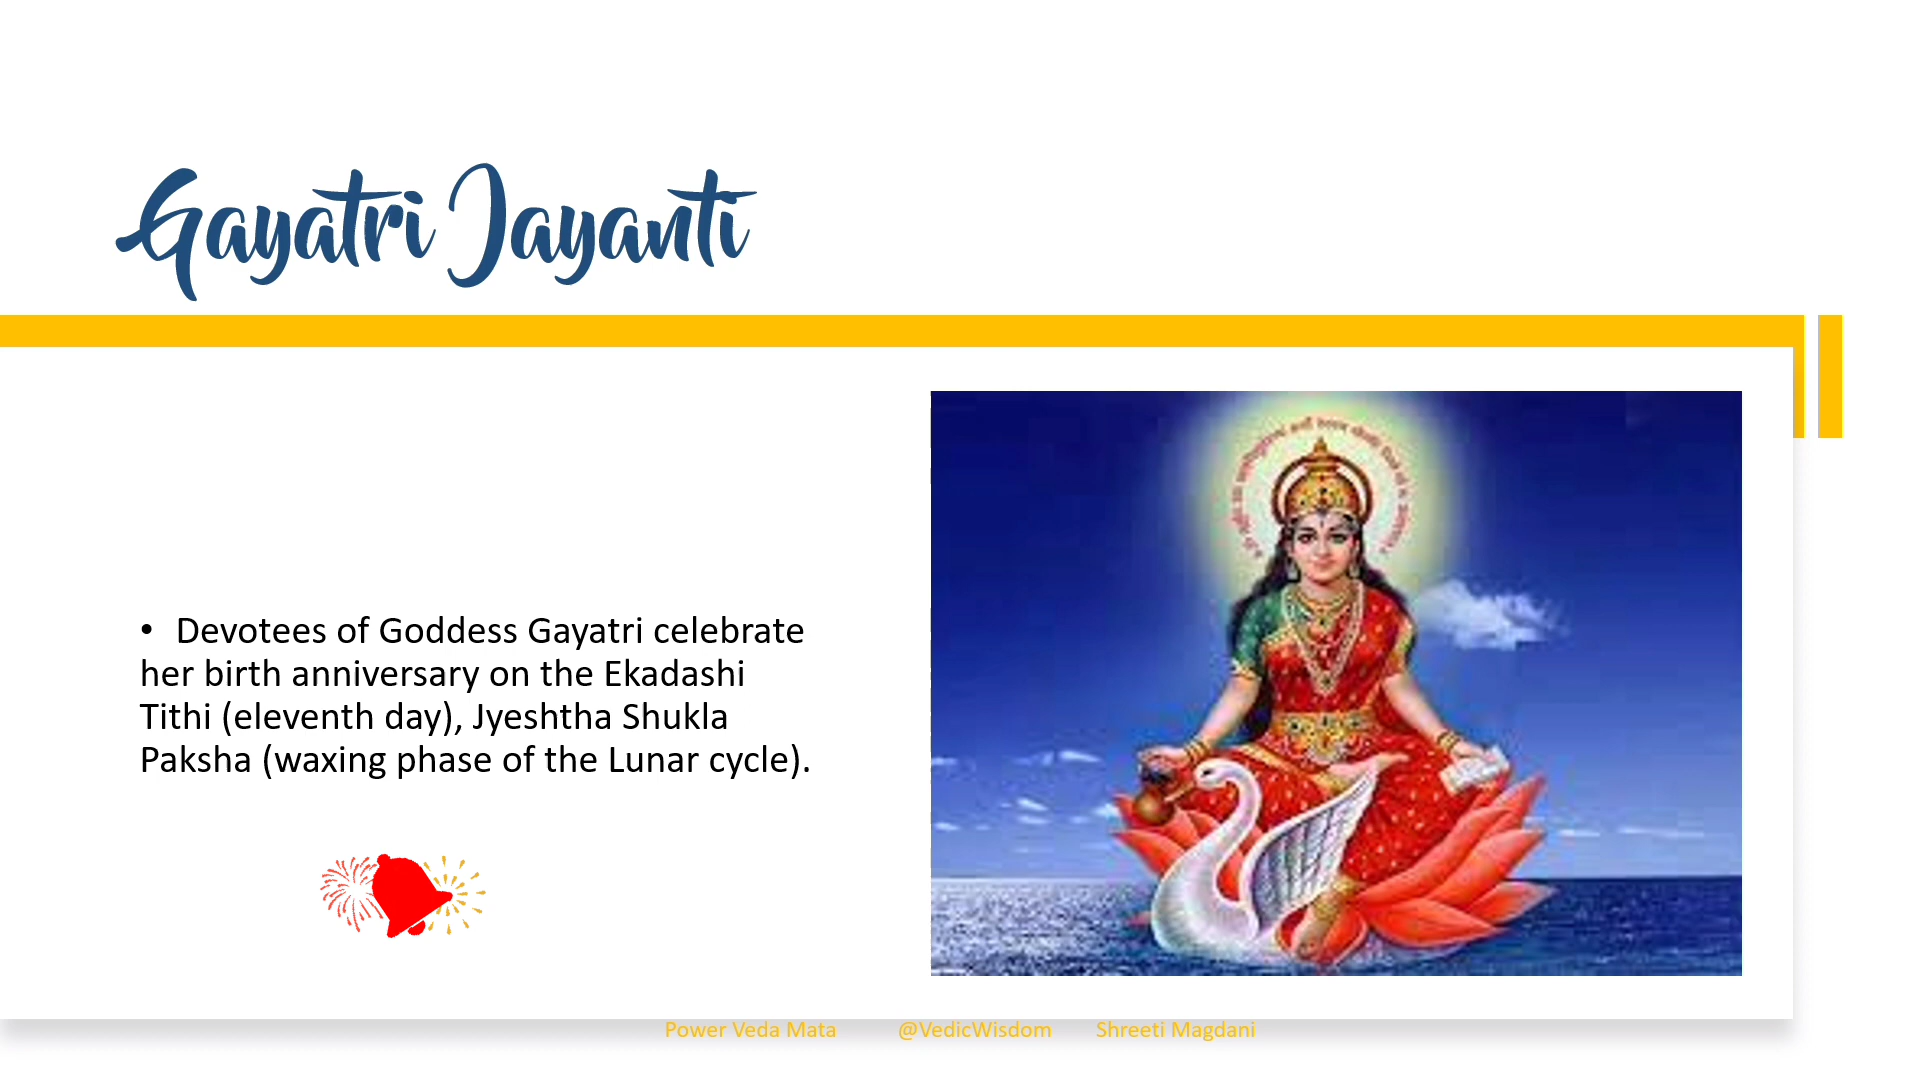 Gayatri Jayanti
• Devotees of Goddess Gayatri celebrate
her birth anniversary on the Ekadashi
Tithi (eleventh day), Jyeshtha Shukla
Paksha (waxing phase of the Lunar cycle).
Power Veda Mata @VedicWisdom Shreeti Magdani